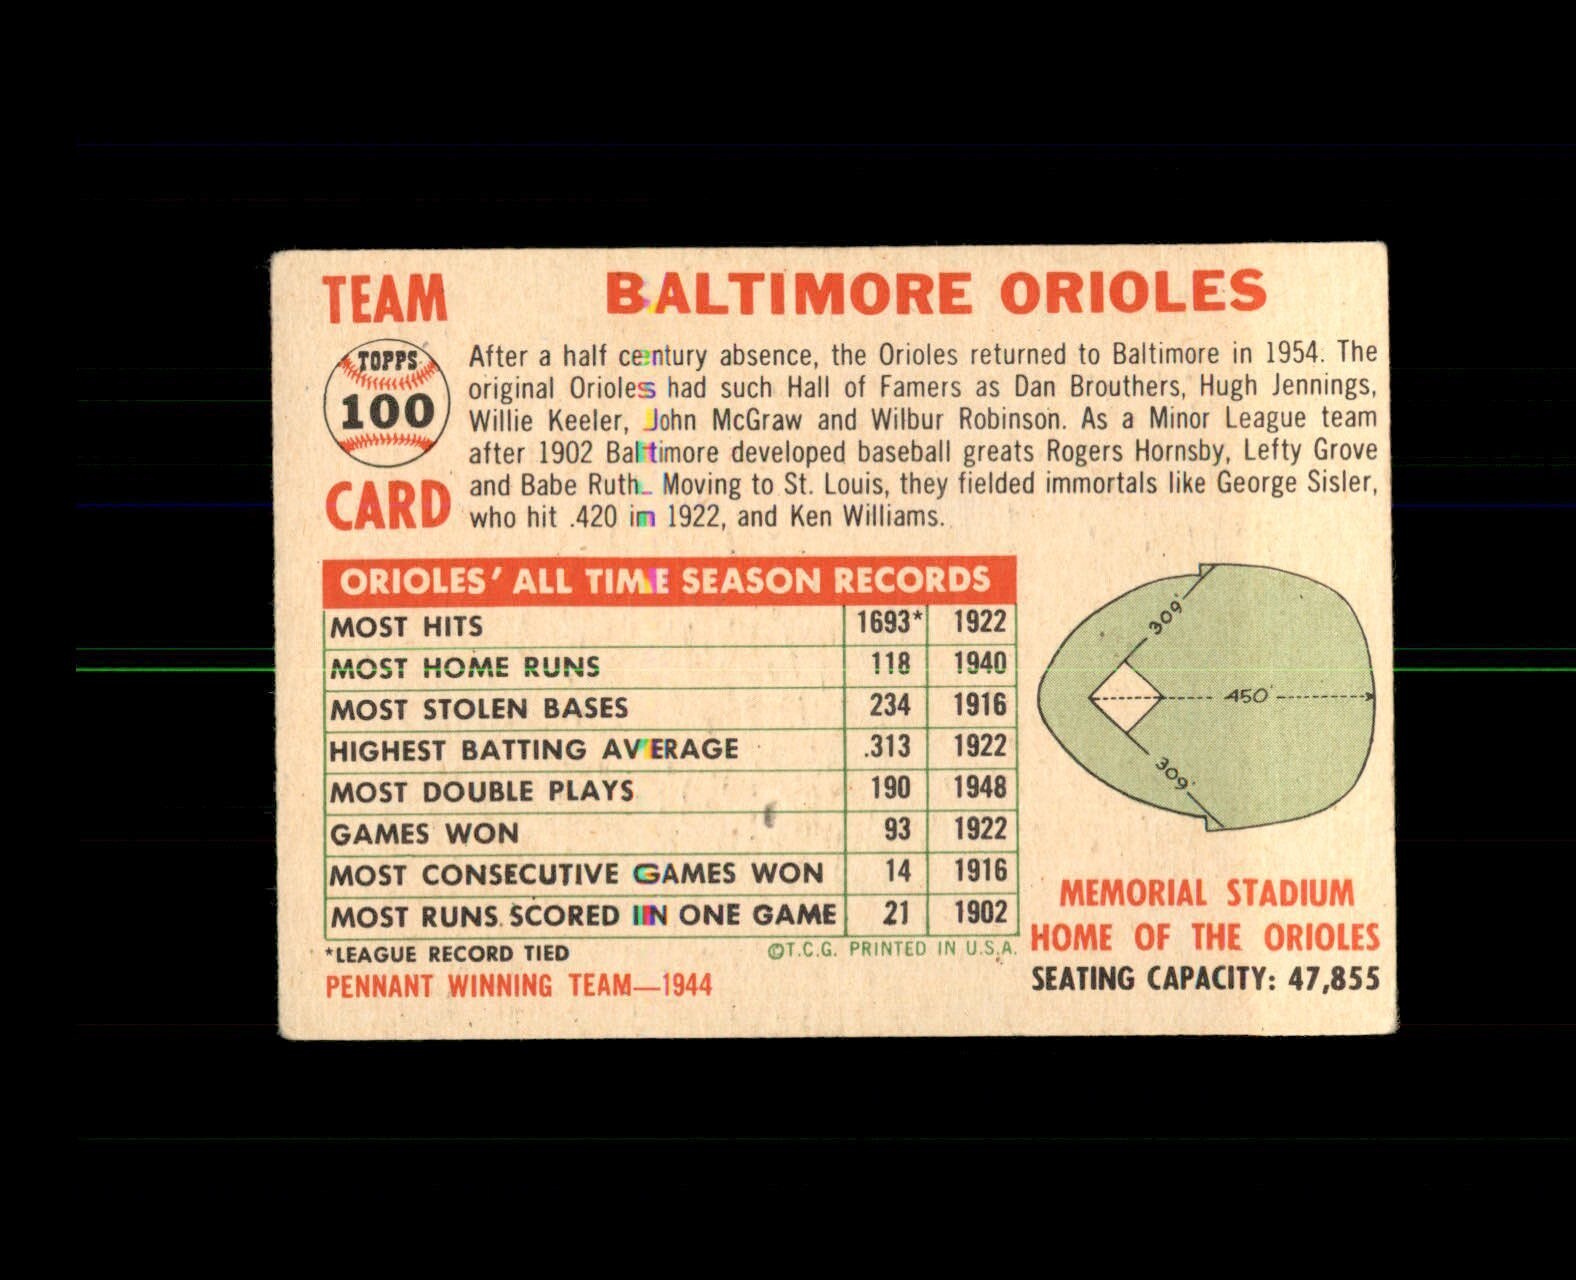 TEAM
BALTIMORE ORIOLES
TOPPS
100
CARD
After a half century absence, the Orioles returned to Baltimore in 1954. The
original Orioles had such Hall of Famers as Dan Brouthers, Hugh Jennings,
Willie Keeler, John McGraw and Wilbur Robinson. As a Minor League team
after 1902 Baltimore developed baseball greats Rogers Hornsby, Lefty Grove
and Babe Ruth. Moving to St. Louis, they fielded immortals like George Sisler,
who hit .420 in 1922, and Ken Williams.
ORIOLES' ALL TIME SEASON RECORDS
MOST HITS 1693* 1922
MOST HOME RUNS 118 1940
MOST STOLEN BASES 234 1916
HIGHEST BATTING AVERAGE .313 1922
MOST DOUBLE PLAYS 190 1948
GAMES WON 93 1922
MOST CONSECUTIVE GAMES WON 14 1916
MOST RUNS SCORED IN ONE GAME 21 1902
*LEAGUE RECORD TIED
©T.C.G. PRINTED IN U.S.A.
PENNANT WINNING TEAM—1944
309'
450'
309'
MEMORIAL STADIUM
HOME OF THE ORIOLES
SEATING CAPACITY: 47,855